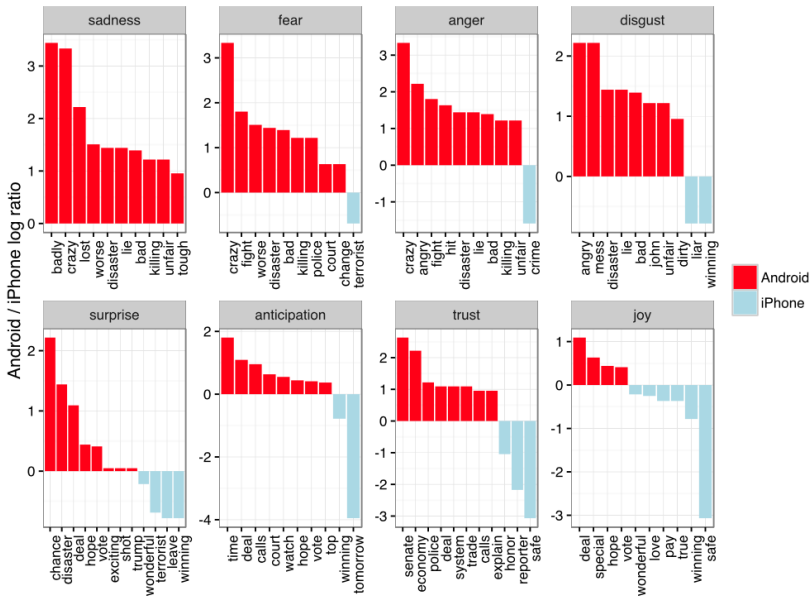 sadness
fear
anger
disgust
3
2
1
0
badly
crazy
lost
worse
disaster
lie
bad
killing
unfair
tough
3
2
1
0
crazy
fight
worse
disaster
bad
killing
police
court
change
terrorist
3
2
1
0
-1
crazy
angry
fight
hit
disaster
lie
bad
killing
unfair
crime
2
1
0
angry
mess
disaster
lie
bad
john
unfair
dirty
liar
winning
Android / iPhone log ratio
Android
iPhone
surprise
anticipation
trust
joy
2
1
0
chance
disaster
deal
hope
vote
exciting
shot
trump
wonderful
terrorist
leave
winning
2
0
-2
-4
time
deal
calls
court
watch
hope
vote
top
winning
tomorrow
3
2
1
0
-1
-2
-3
senate
economy
police
deal
system
trade
calls
explain
honor
reporter
safe
1
0
-1
-2
-3
deal
special
hope
vote
wonderful
love
pay
true
winning
safe